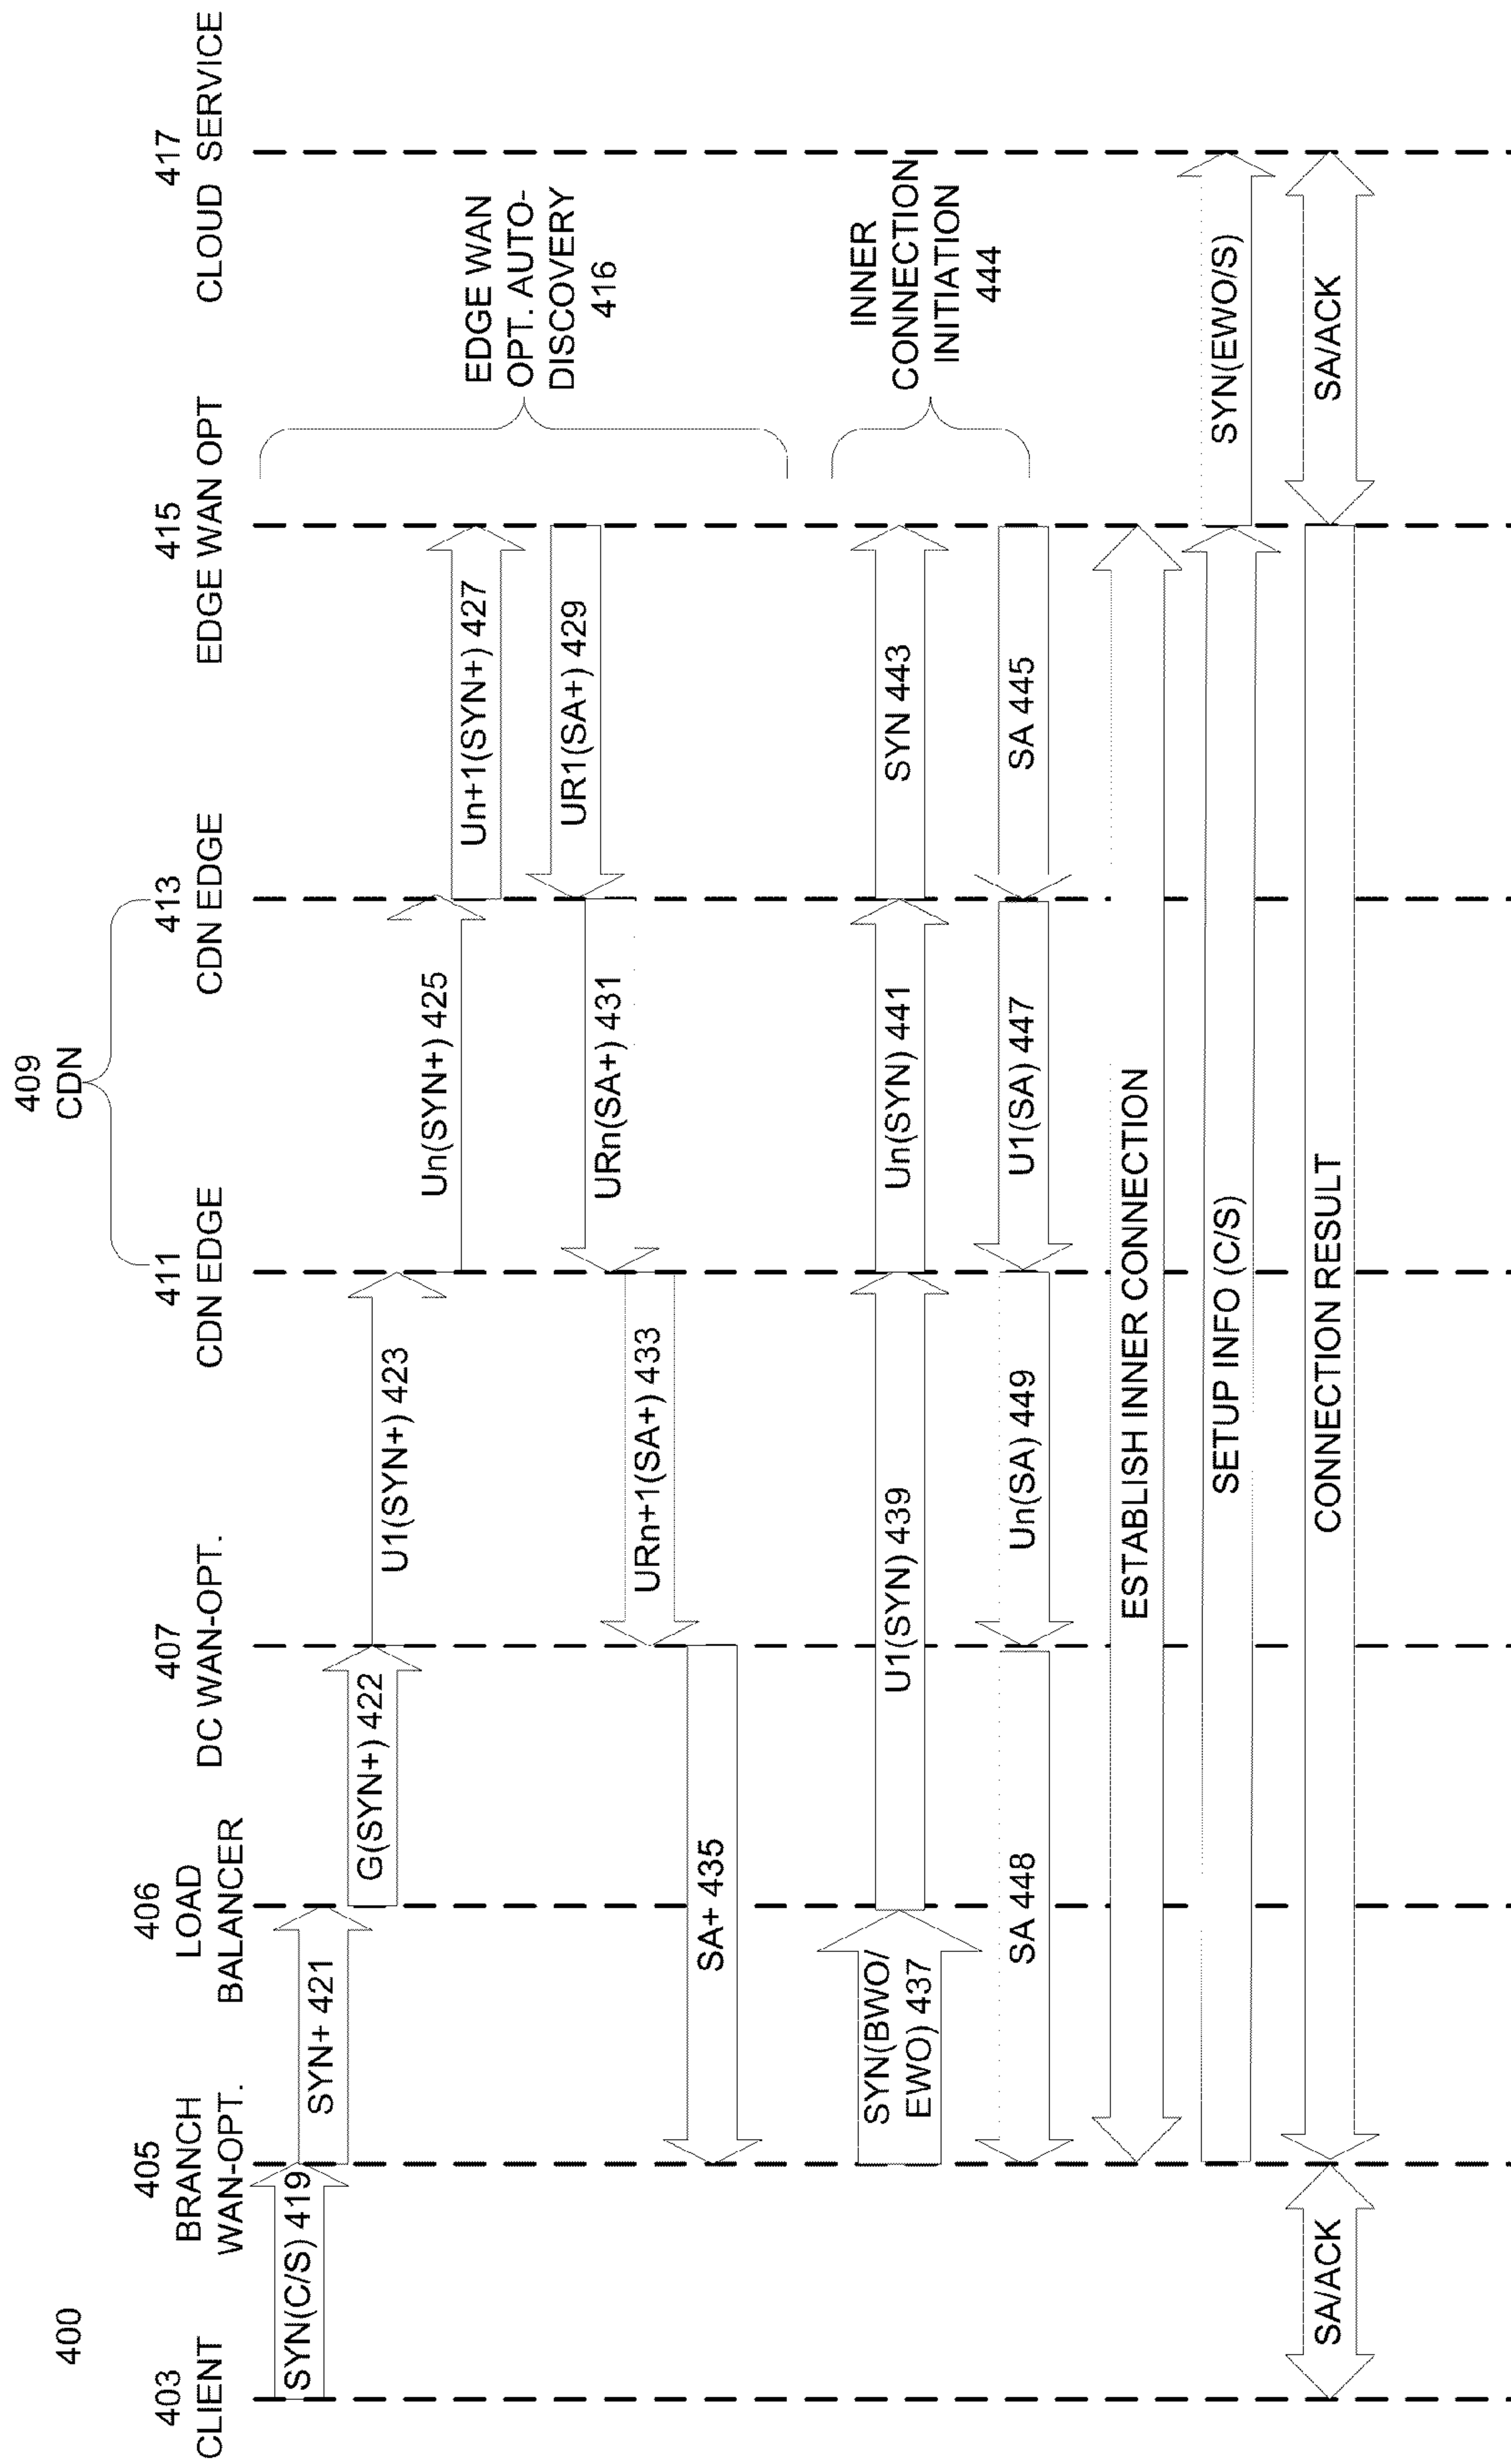 400
409
CDN
403
CLIENT
405
BRANCH
WAN-OPT.
406
LOAD
BALANCER
407
DC WAN-OPT.
411
CDN EDGE
413
CDN EDGE
415
EDGE WAN OPT
417
CLOUD SERVICE
SYN(C/S) 419
SYN+ 421
G(SYN+) 422
U1(SYN+) 423
Un(SYN+) 425
Un+1(SYN+) 427
EDGE WAN
OPT. AUTO-
DISCOVERY
416
UR1(SA+) 429
URn(SA+) 431
URn+1(SA+) 433
SA+ 435
SYN(BWO/
EWO) 437
U1(SYN) 439
Un(SYN) 441
SYN 443
INNER
CONNECTION
INITIATION
444
SA 445
U1(SA) 447
Un(SA) 449
SA 448
ESTABLISH INNER CONNECTION
SETUP INFO (C/S)
SYN(EWO/S)
SA/ACK
CONNECTION RESULT
SA/ACK